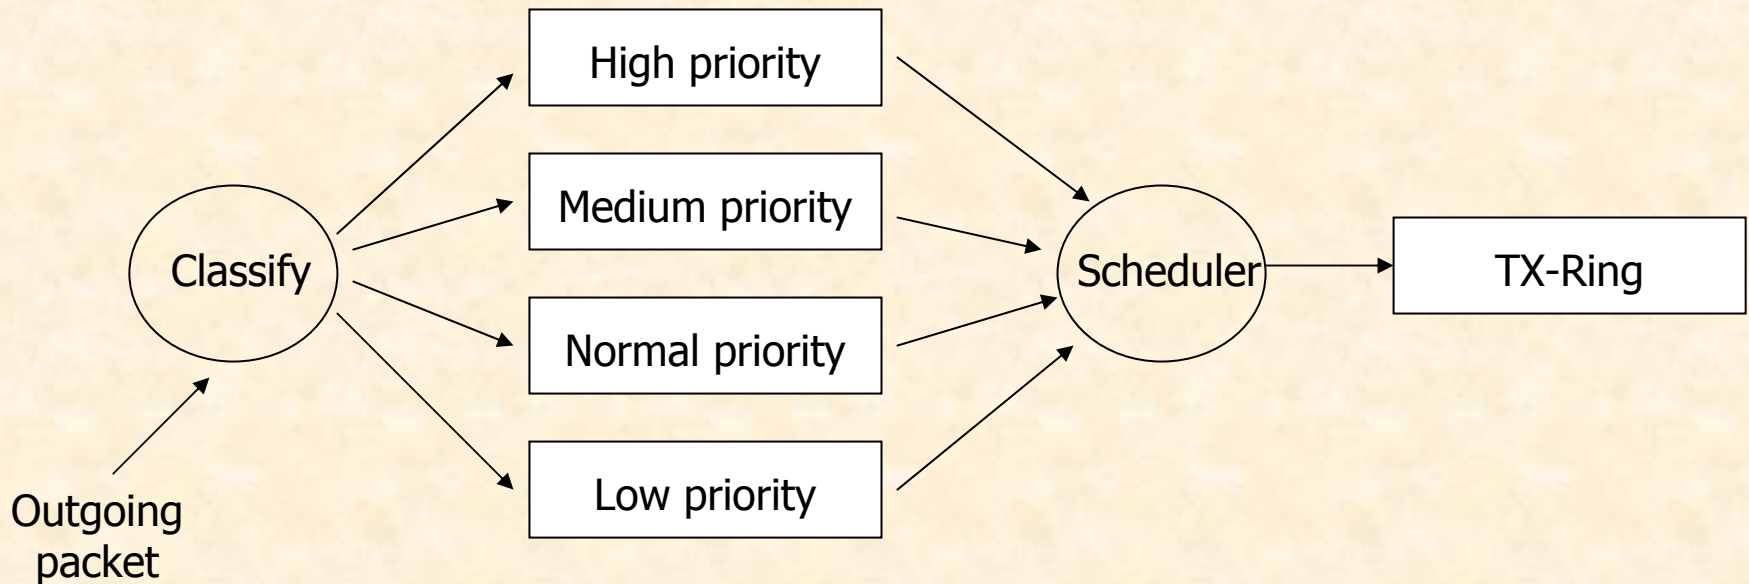 High priority
Medium priority
Classify
Scheduler
TX-Ring
Normal priority
Low priority
Outgoing
packet